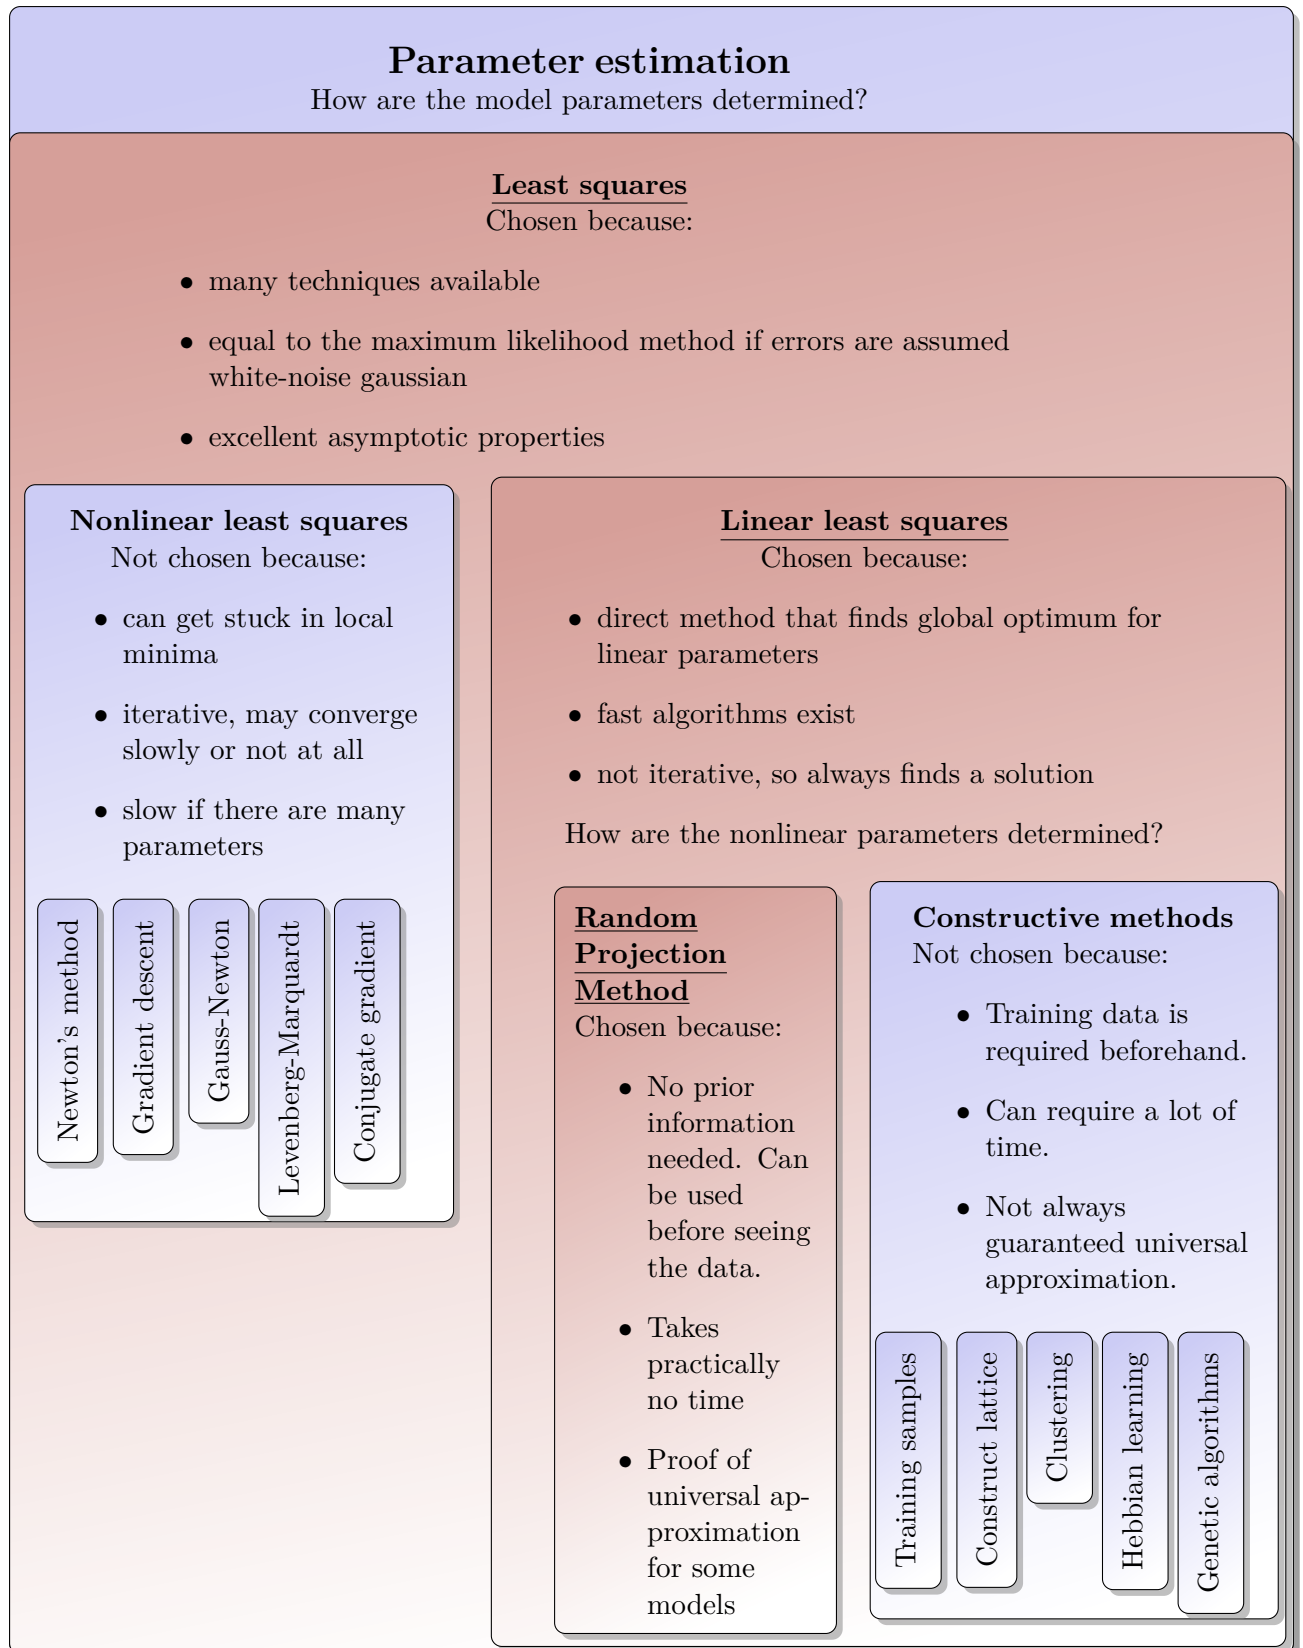 Parameter estimation
How are the model parameters determined?
Least squares
Chosen because:
• many techniques available
• equal to the maximum likelihood method if errors are assumed
white-noise gaussian
• excellent asymptotic properties
Nonlinear least squares
Not chosen because:
• can get stuck in local
minima
• iterative, may converge
slowly or not at all
• slow if there are many
parameters
Newton's method
Gradient descent
Gauss-Newton
Levenberg-Marquardt
Conjugate gradient
Linear least squares
Chosen because:
• direct method that finds global optimum for
linear parameters
• fast algorithms exist
• not iterative, so always finds a solution
How are the nonlinear parameters determined?
Random
Projection
Method
Chosen because:
• No prior
information
needed. Can
be used
before seeing
the data.
• Takes
practically
no time
• Proof of
universal ap-
proximation
for some
models
Constructive methods
Not chosen because:
• Training data is
required beforehand.
• Can require a lot of
time.
• Not always
guaranteed universal
approximation.
Training samples
Construct lattice
Clustering
Hebbian learning
Genetic algorithms